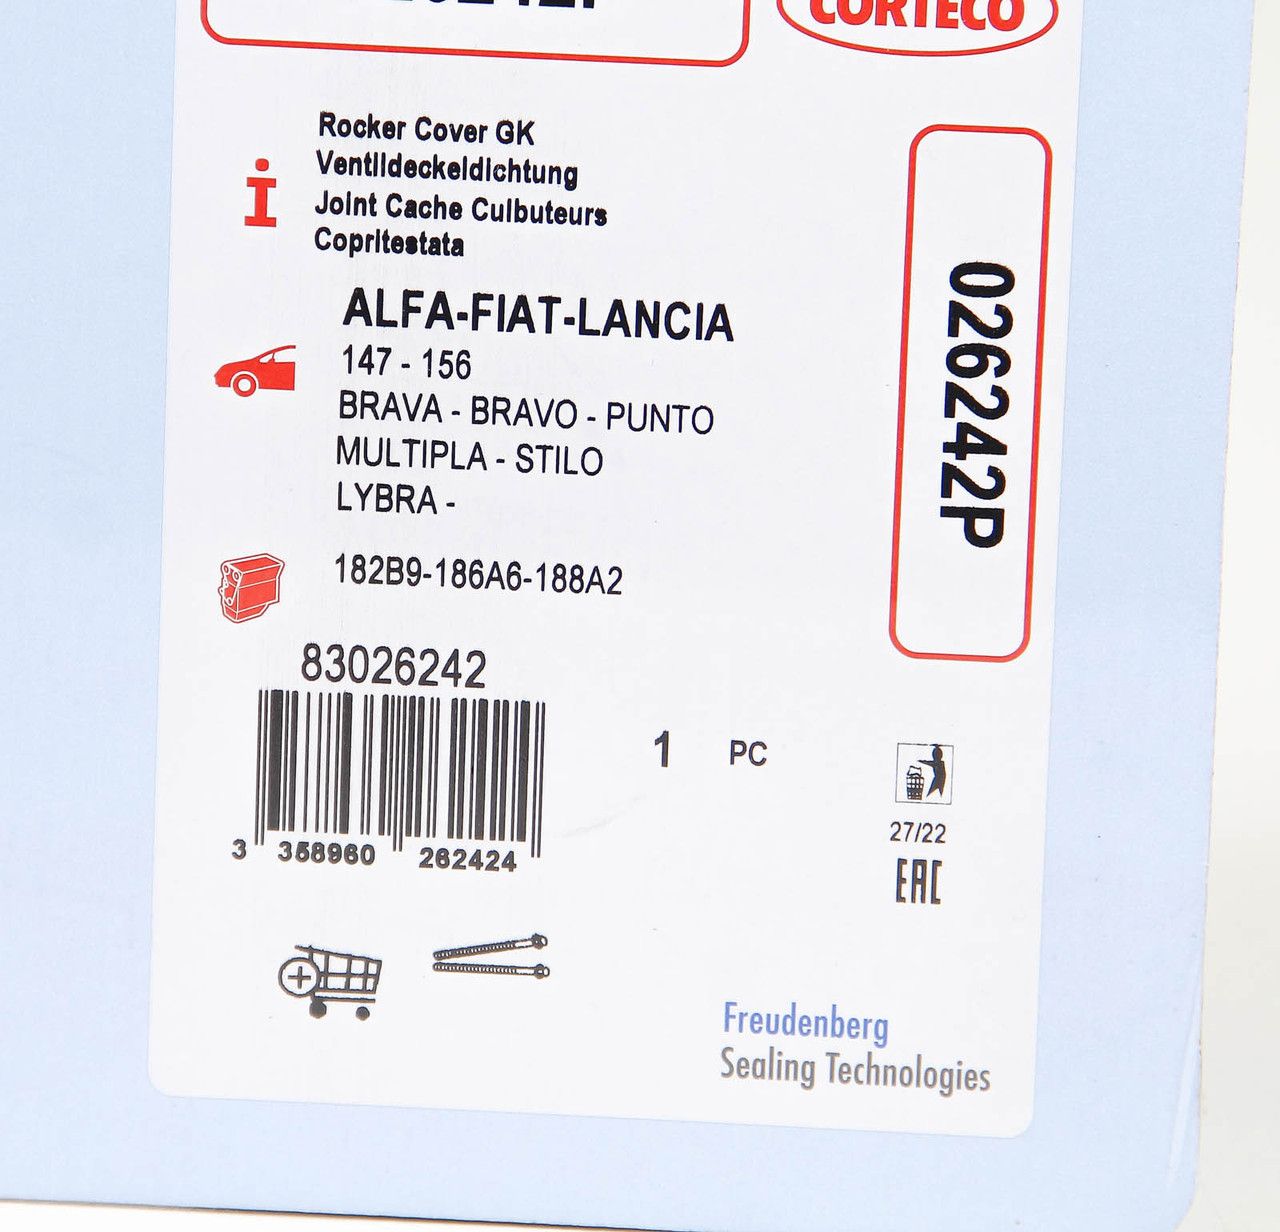 CORTECO
Rocker Cover GK
Ventildeckeldichtung
Joint Cache Culbuteurs
Copritestata
ALFA-FIAT-LANCIA
147 - 156
BRAVA - BRAVO - PUNTO
MULTIPLA - STILO
LYBRA -
182B9-186A6-188A2
026242P
83026242
3 358960 262424
1 PC
27/22
EAC
Freudenberg
Sealing Technologies